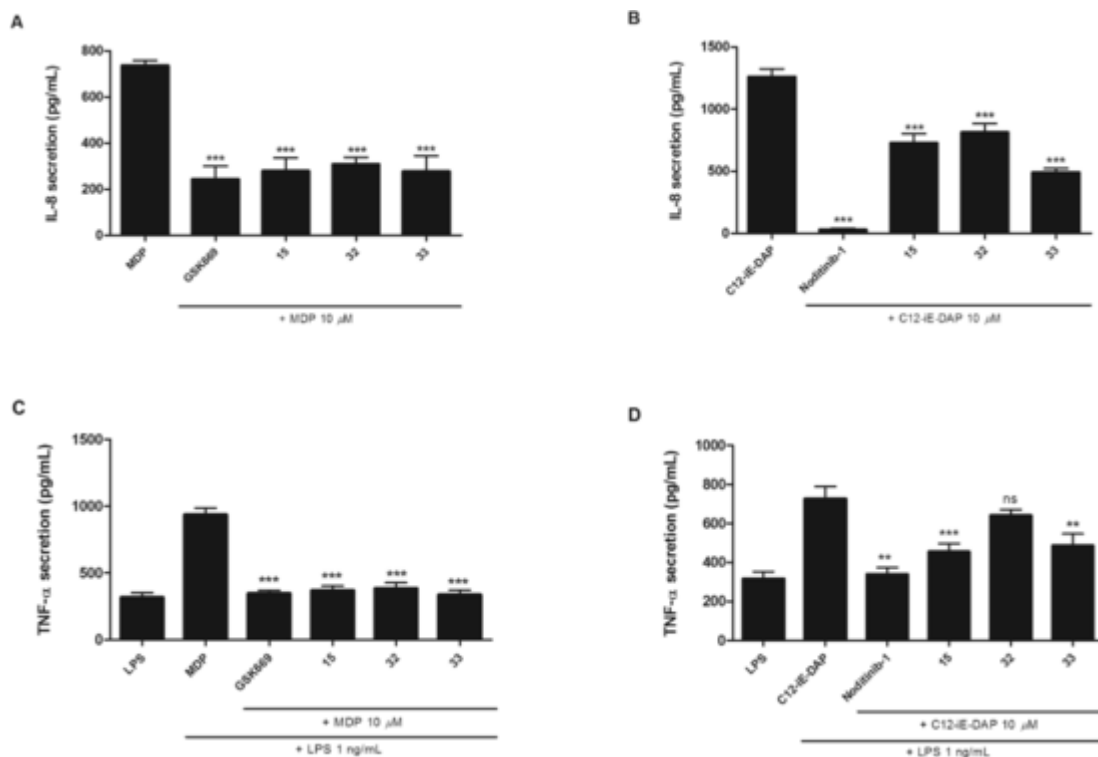 A
IL-8 secretion (pg/mL)
800
600
400
200
0
***
***
***
***
MDP
GSK669
15
32
33
+ MDP 10 μM
B
IL-8 secretion (pg/mL)
1500
1000
500
0
***
***
***
***
C12-iE-DAP
Noditinib-1
15
32
33
+ C12-iE-DAP 10 μM
C
TNF-α secretion (pg/mL)
1500
1000
500
0
***
***
***
***
LPS
MDP
GSK669
15
32
33
+ MDP 10 μM
+ LPS 1 ng/mL
D
TNF-α secretion (pg/mL)
1000
800
600
400
200
0
**
***
ns
**
LPS
C12-iE-DAP
Noditinib-1
15
32
33
+ C12-iE-DAP 10 μM
+ LPS 1 ng/mL